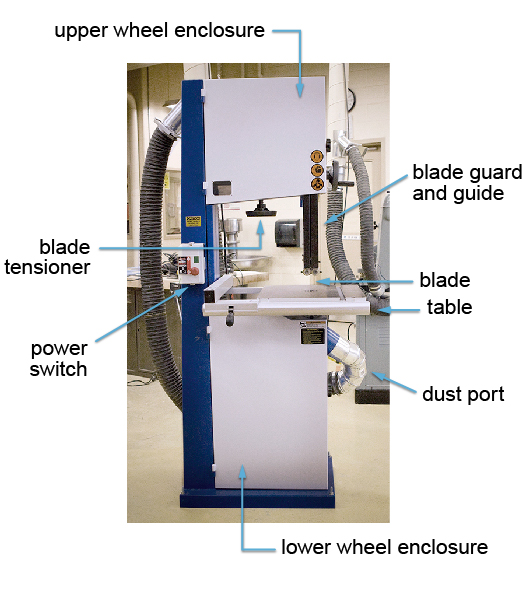 upper wheel enclosure
blade guard
and guide
blade
tensioner
blade
table
power
switch
dust port
lower wheel enclosure